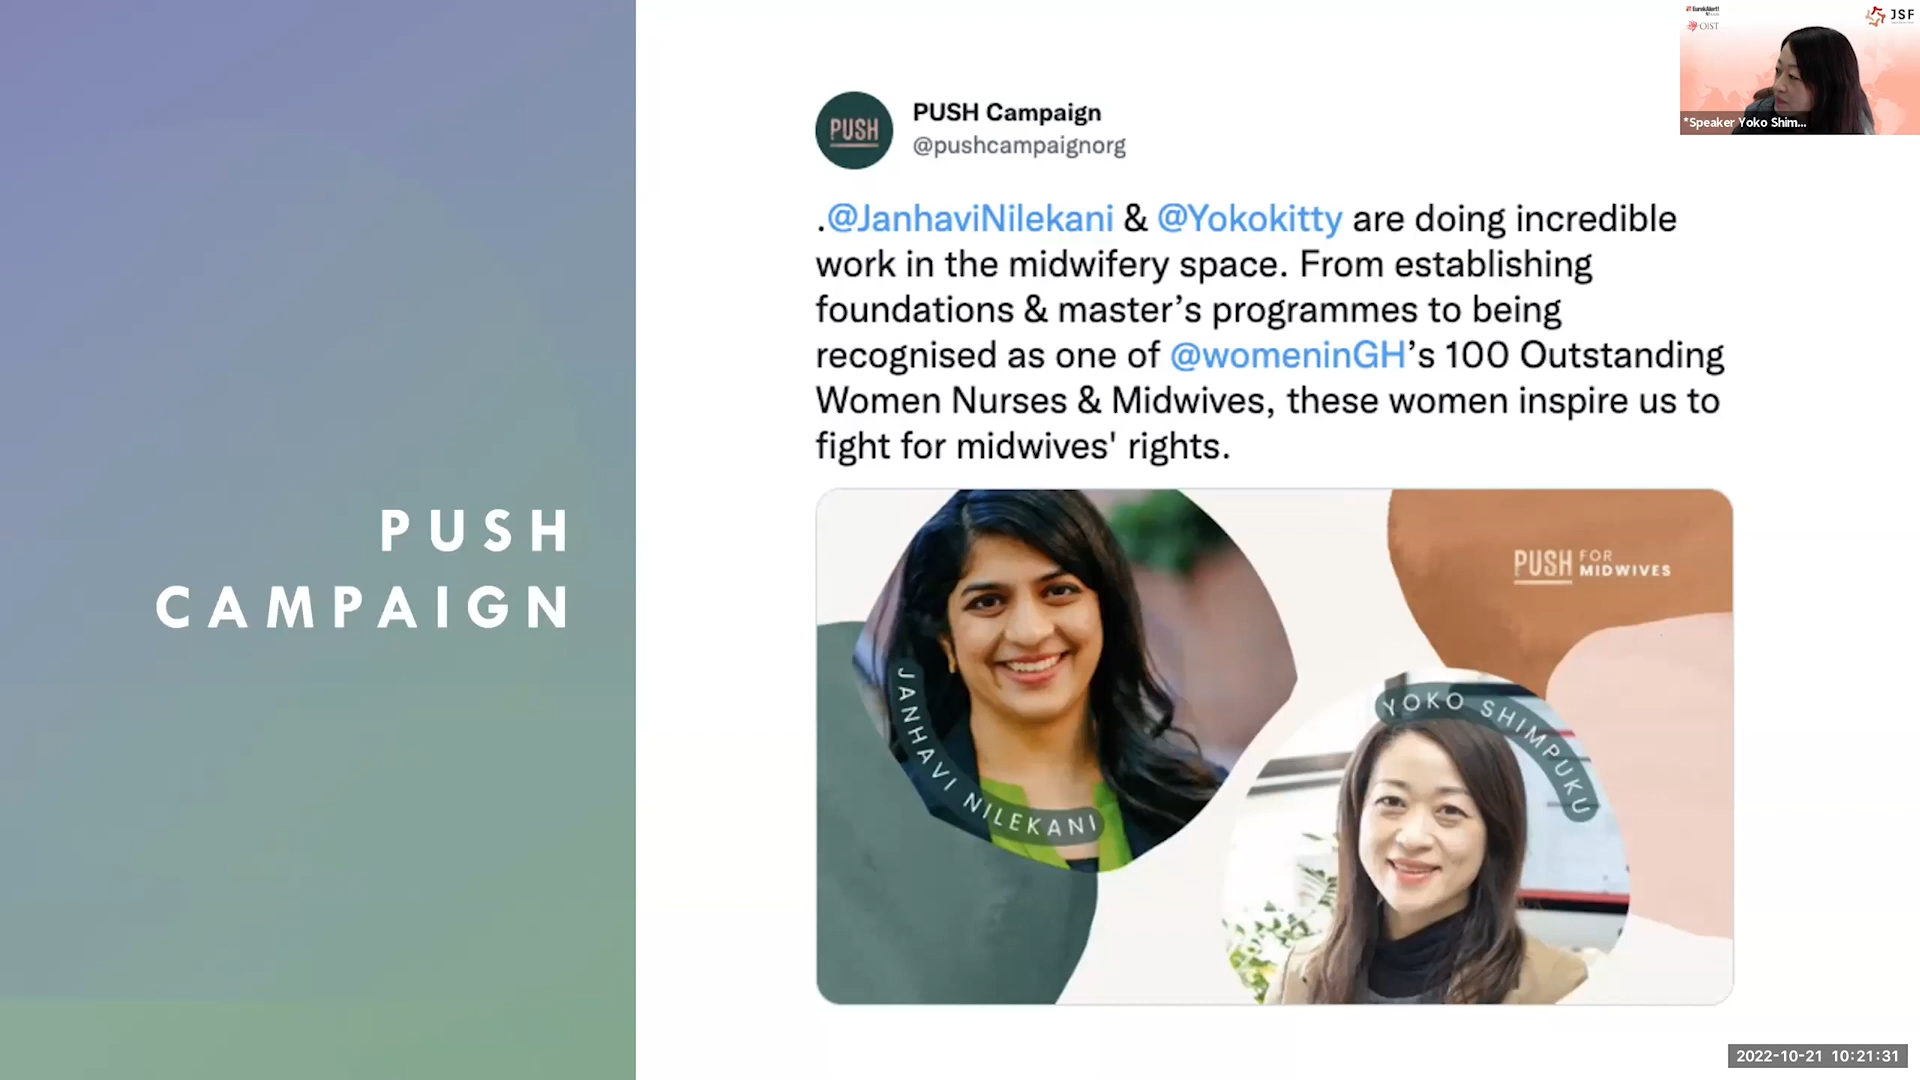 PUSH
CAMPAIGN
PUSH
PUSH Campaign
@pushcampaignorg
.@JanhaviNilekani & @Yokokitty are doing incredible
work in the midwifery space. From establishing
foundations & master’s programmes to being
recognised as one of @womeninGH’s 100 Outstanding
Women Nurses & Midwives, these women inspire us to
fight for midwives' rights.
PUSH FOR
MIDWIVES
JANHAVI NILEKANI
YOKO SHIMPUKU
EurekAlert!
OIST
JSF
*Speaker Yoko Shim...
2022-10-21 10:21:31